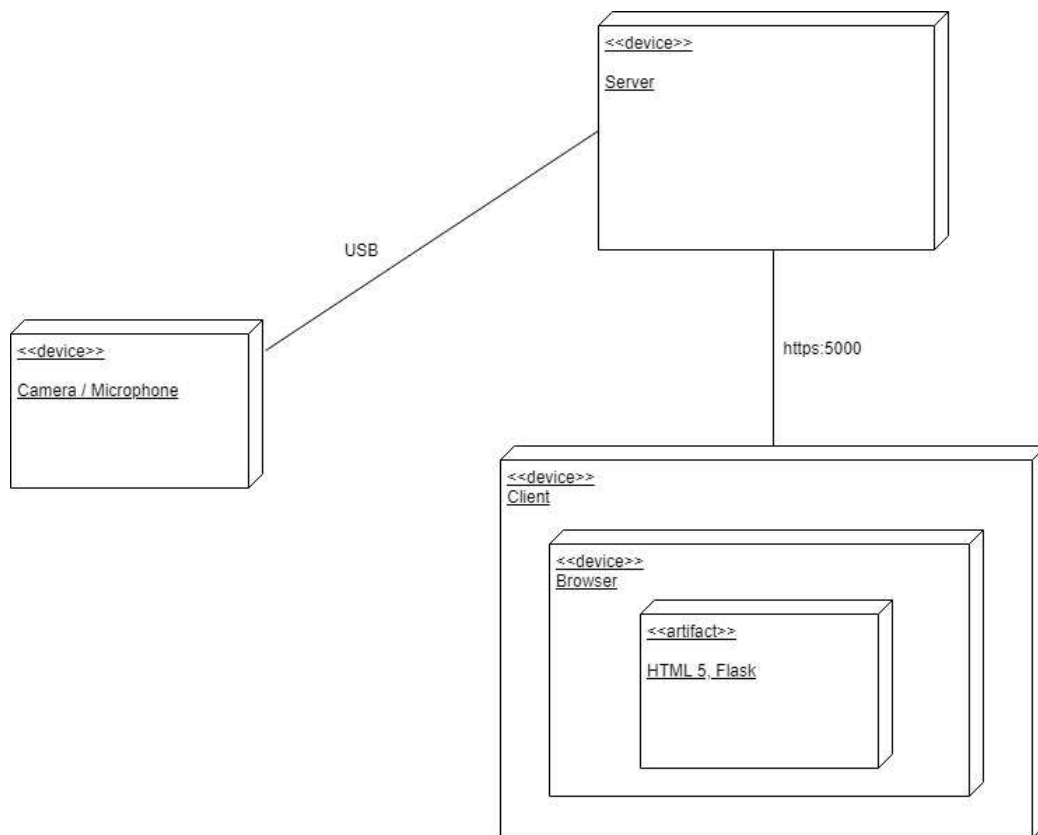 <<device>>
Server
USB
<<device>>
Camera / Microphone
https:5000
<<device>>
Client
<<device>>
Browser
<<artifact>>
HTML 5, Flask